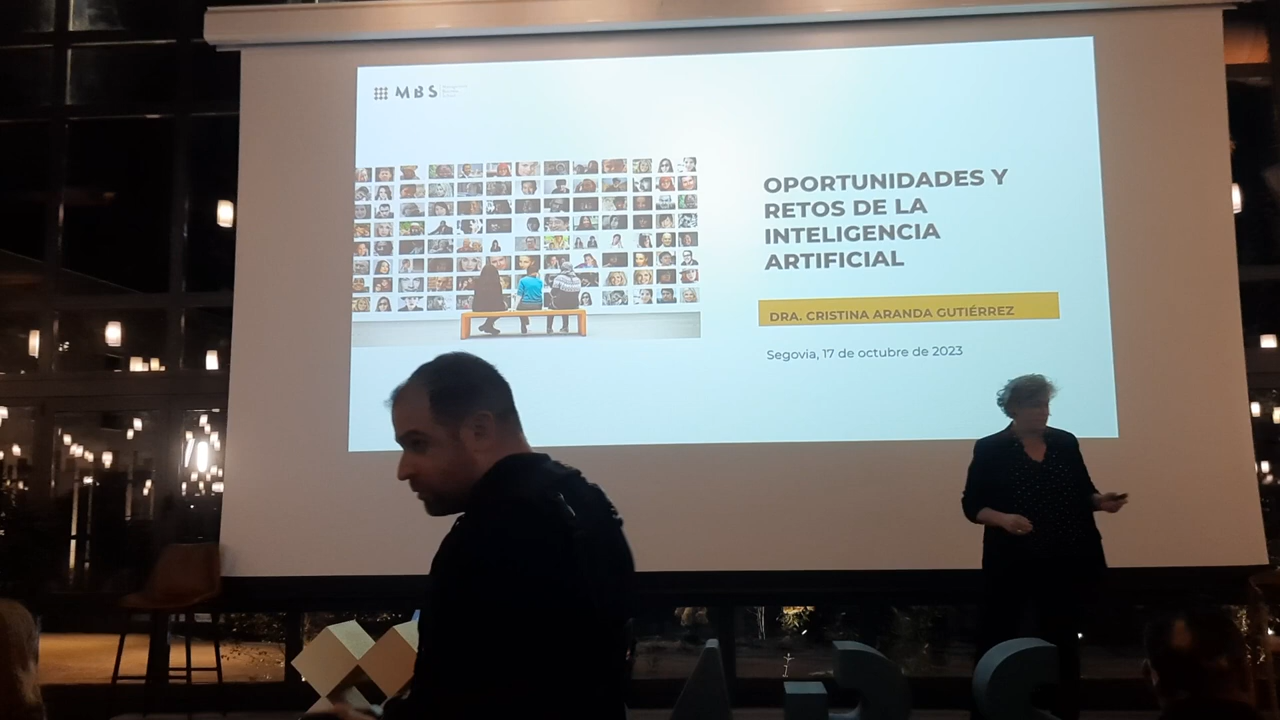 MBS
OPORTUNIDADES Y
RETOS DE LA
INTELIGENCIA
ARTIFICIAL
DRA. CRISTINA ARANDA GUTIÉRREZ
Segovia, 17 de octubre de 2023